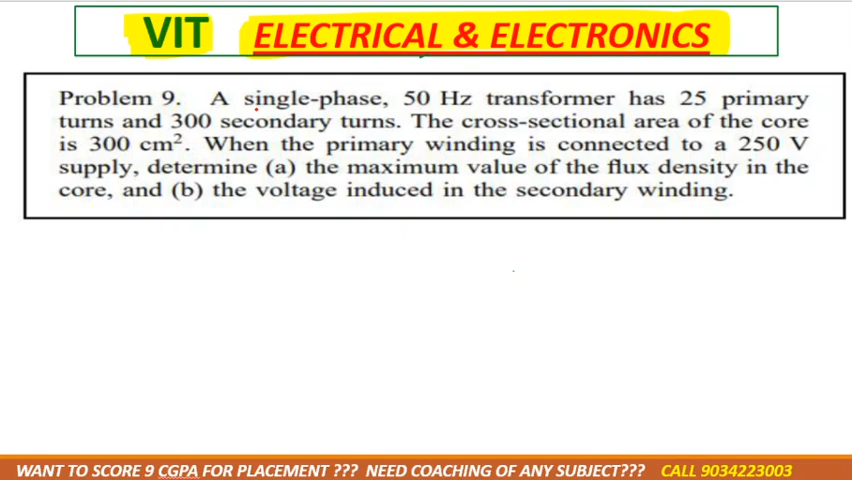 VIT ELECTRICAL & ELECTRONICS
Problem 9. A single-phase, 50 Hz transformer has 25 primary
turns and 300 secondary turns. The cross-sectional area of the core
is 300 cm². When the primary winding is connected to a 250 V
supply, determine (a) the maximum value of the flux density in the
core, and (b) the voltage induced in the secondary winding.
WANT TO SCORE 9 CGPA FOR PLACEMENT ??? NEED COACHING OF ANY SUBJECT??? CALL 9034223003